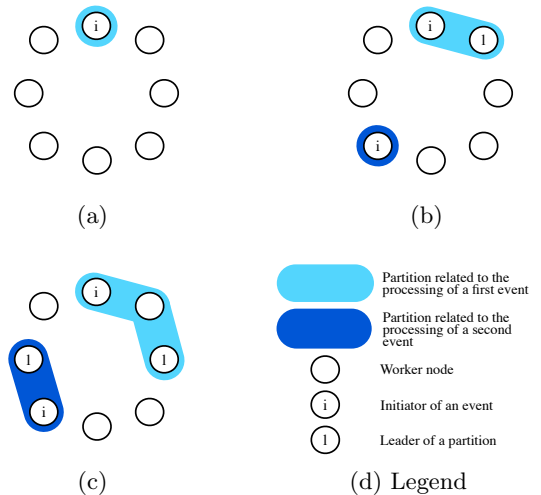 i
i
l
i
(a)
(b)
i
l
l
i
Partition related to the
processing of a first event
Partition related to the
processing of a second
event
Worker node
i
Initiator of an event
l
Leader of a partition
(c)
(d) Legend